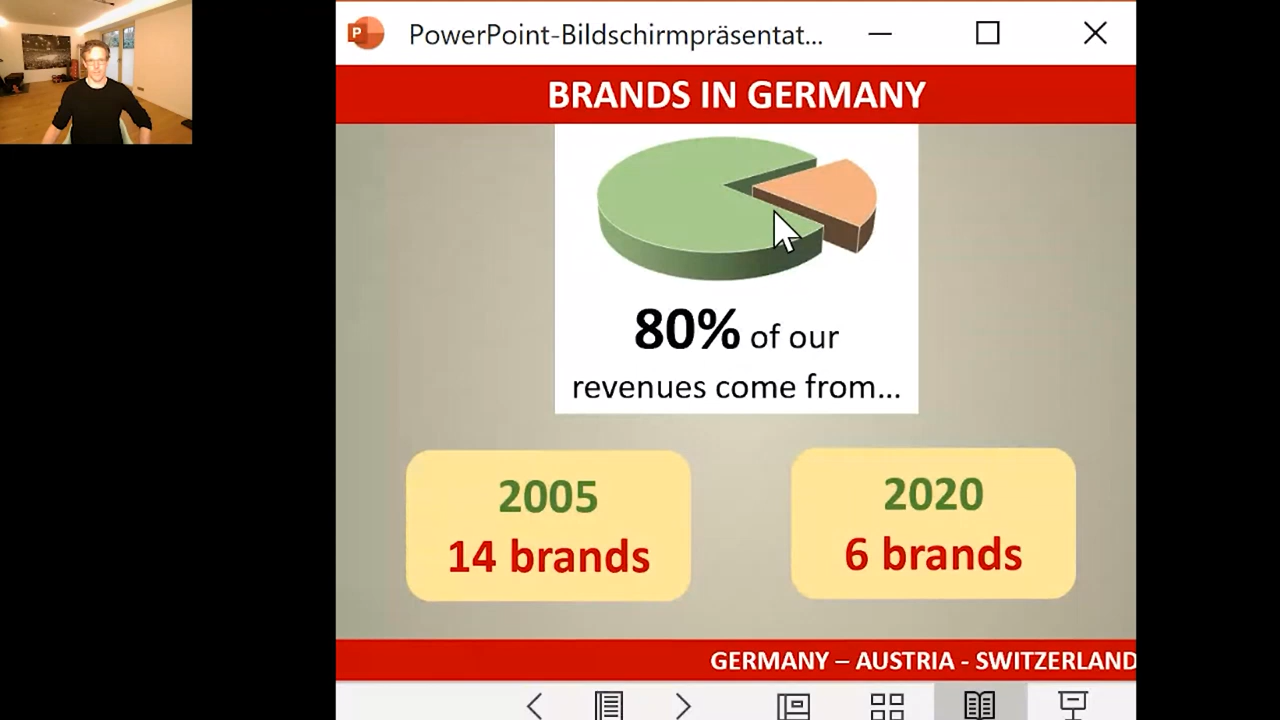 P PowerPoint-Bildschirmpräsentat...
BRANDS IN GERMANY
80% of our
revenues come from...
2005
14 brands
2020
6 brands
GERMANY – AUSTRIA - SWITZERLAND